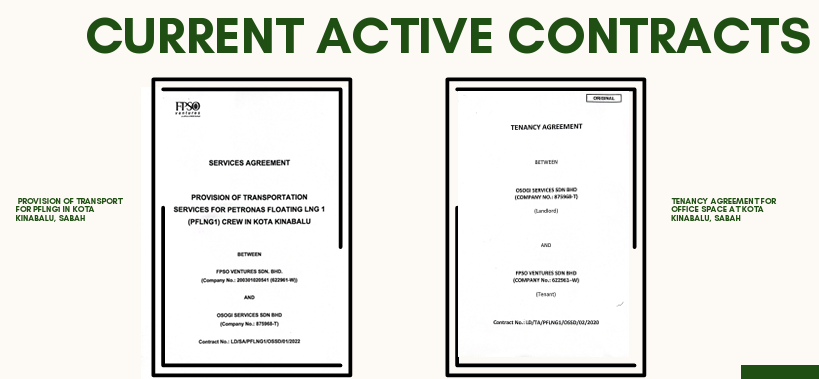 CURRENT ACTIVE CONTRACTS
PROVISION OF TRANSPORT
FOR PFLNG1 IN KOTA
KINABALU, SABAH
FPSO
ventures
SERVICES AGREEMENT
PROVISION OF TRANSPORTATION
SERVICES FOR PETRONAS FLOATING LNG 1
(PFLNG1) CREW IN KOTA KINABALU
BETWEEN
FPSO VENTURES SDN. BHD.
(Company No.: 200301020541 (622961-W))
AND
OSOGI SERVICES SDN BHD
(Company No.: 875968-T)
Contract No.: LD/SA/PFLNG1/OSSD/01/2022
ORIGINAL
TENANCY AGREEMENT
BETWEEN
OSOGI SERVICES SDN BHD
(COMPANY NO.: 875968-T)
(Landlord)
AND
FPSO VENTURES SDN BHD
(COMPANY No.: 622961–W)
(Tenant)
Contract No.: LD/TA/PFLNG1/OSSD/02/2020
TENANCY AGREEMENT FOR
OFFICE SPACE AT KOTA
KINABALU, SABAH